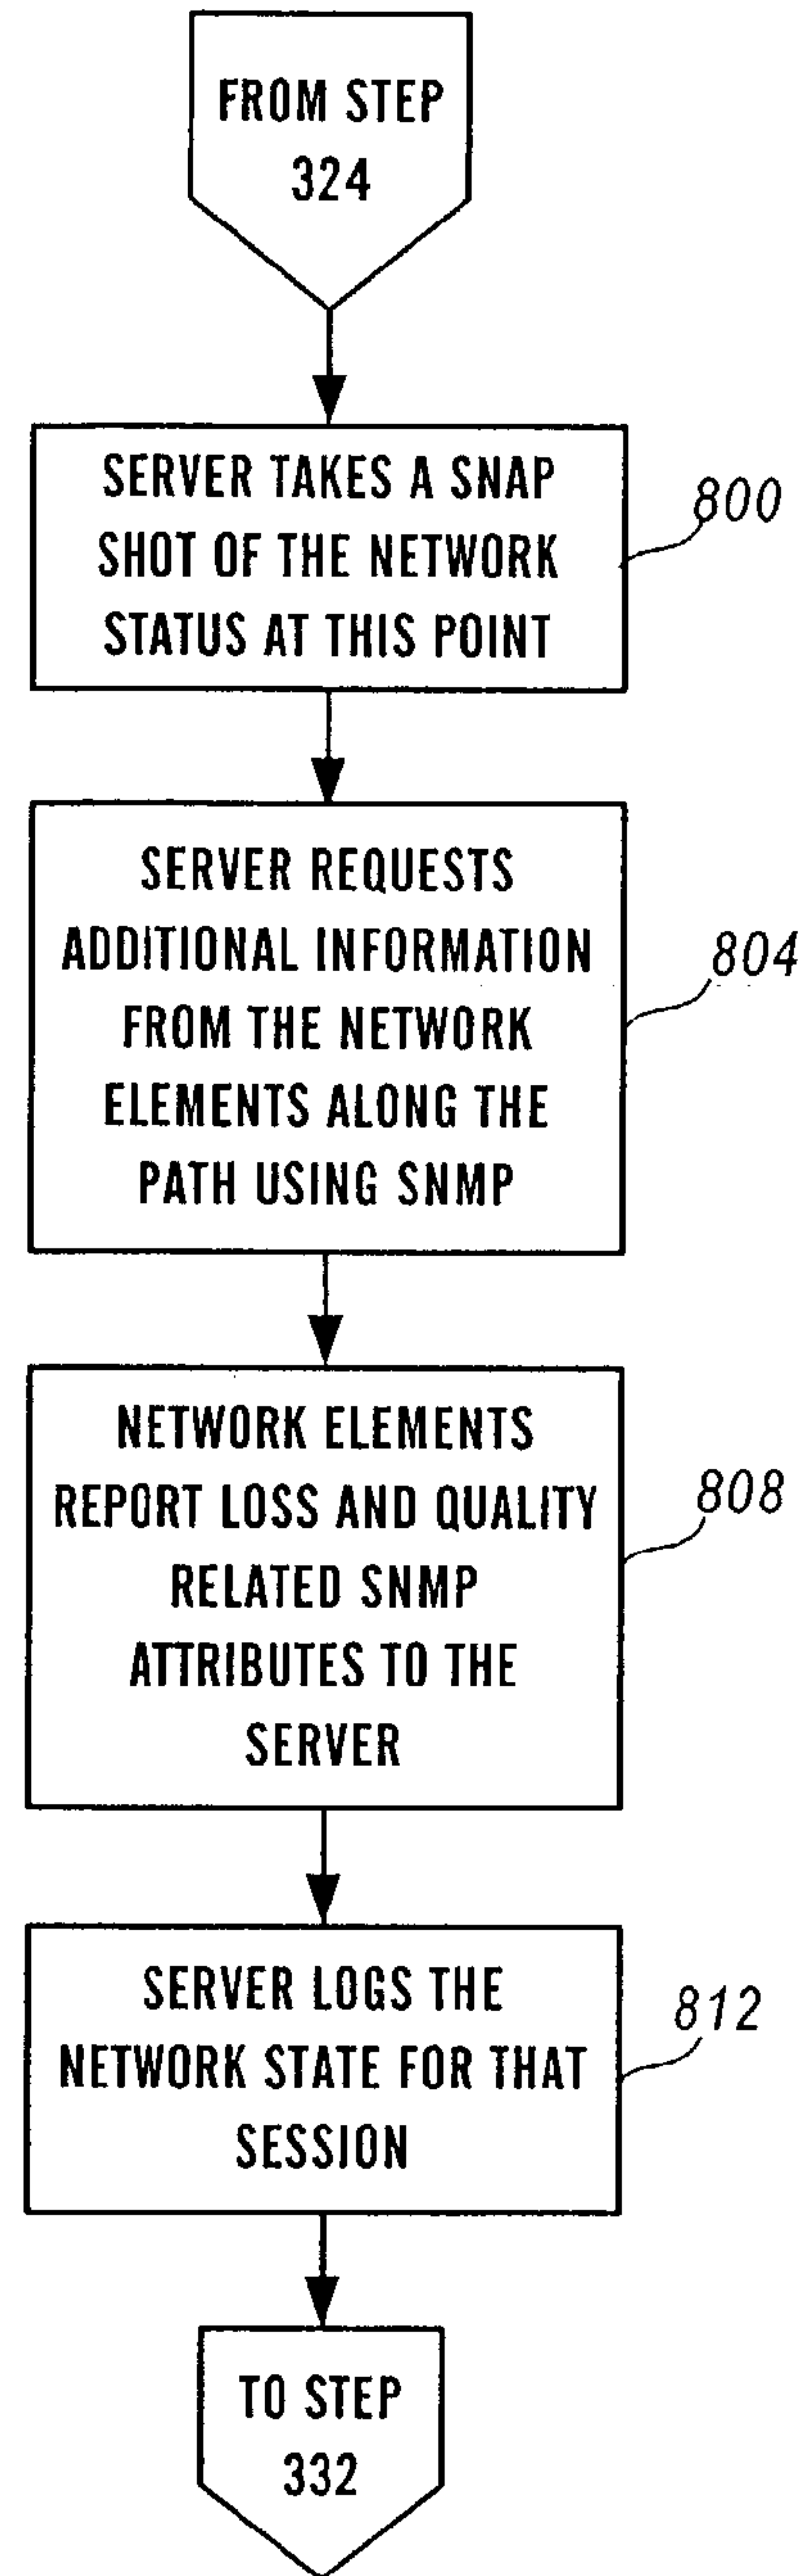 FROM STEP
324
SERVER TAKES A SNAP
SHOT OF THE NETWORK
STATUS AT THIS POINT
800
SERVER REQUESTS
ADDITIONAL INFORMATION
FROM THE NETWORK
ELEMENTS ALONG THE
PATH USING SNMP
804
NETWORK ELEMENTS
REPORT LOSS AND QUALITY
RELATED SNMP
ATTRIBUTES TO THE
SERVER
808
SERVER LOGS THE
NETWORK STATE FOR THAT
SESSION
812
TO STEP
332